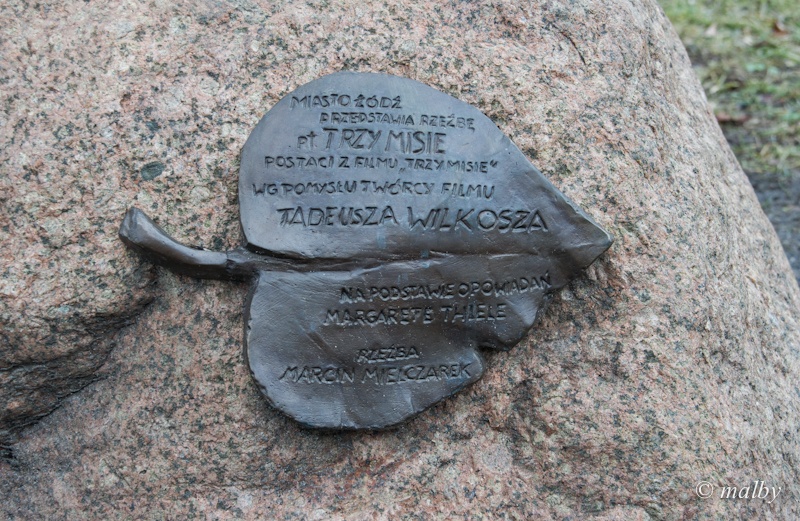 MIASTO ŁÓDŹ
PRZEDSTAWIA RZEŹBĘ
pt. TRZY MISIE
POSTACI Z FILMU „TRZY MISIE"
WG POMYSŁU TWÓRCY FILMU
TADEUSZA WILKOSZA
NA PODSTAWIE OPOWIADAŃ
MARGARETE THIELE
RZEŹBA
MARCIN MIELCZAREK
© malby